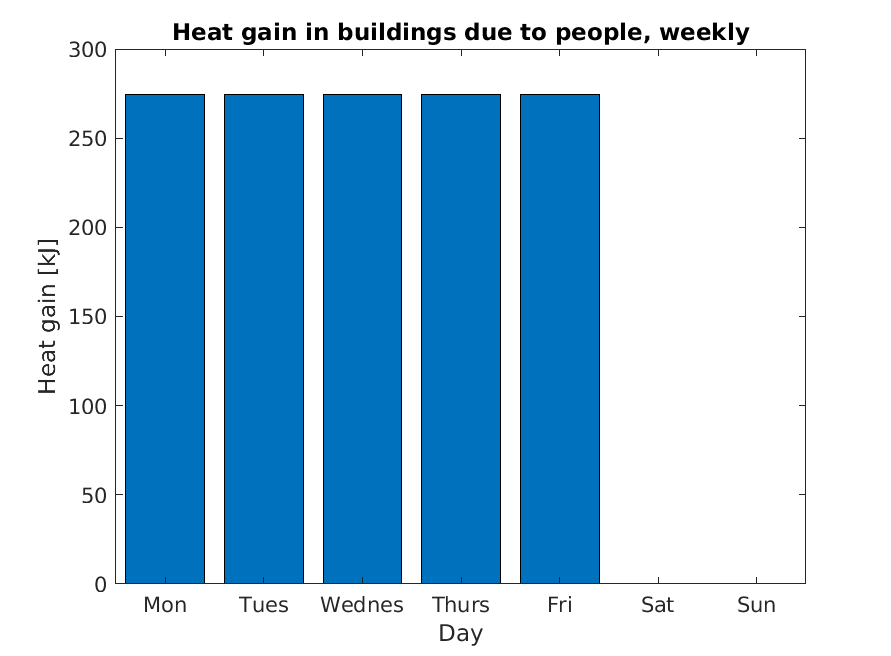 Heat gain in buildings due to people, weekly
300
250
200
150
100
50
0
Heat gain [kJ]
Mon Tues Wednes Thurs Fri Sat Sun
Day